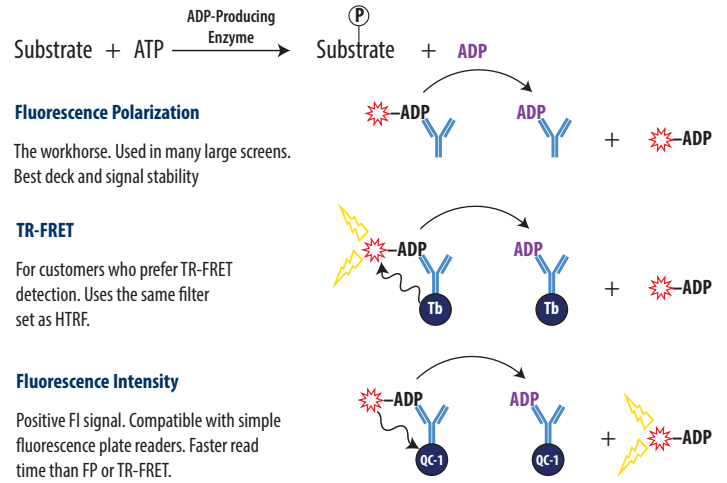 ADP-Producing
Enzyme
Substrate + ATP
P
Substrate + ADP
Fluorescence Polarization
The workhorse. Used in many large screens.
Best deck and signal stability
ADP
ADP
+ ADP
TR-FRET
For customers who prefer TR-FRET
detection. Uses the same filter
set as HTRF.
ADP
Tb
ADP
Tb
+ ADP
Fluorescence Intensity
Positive FI signal. Compatible with simple
fluorescence plate readers. Faster read
time than FP or TR-FRET.
ADP
QC-1
ADP
QC-1
+ ADP